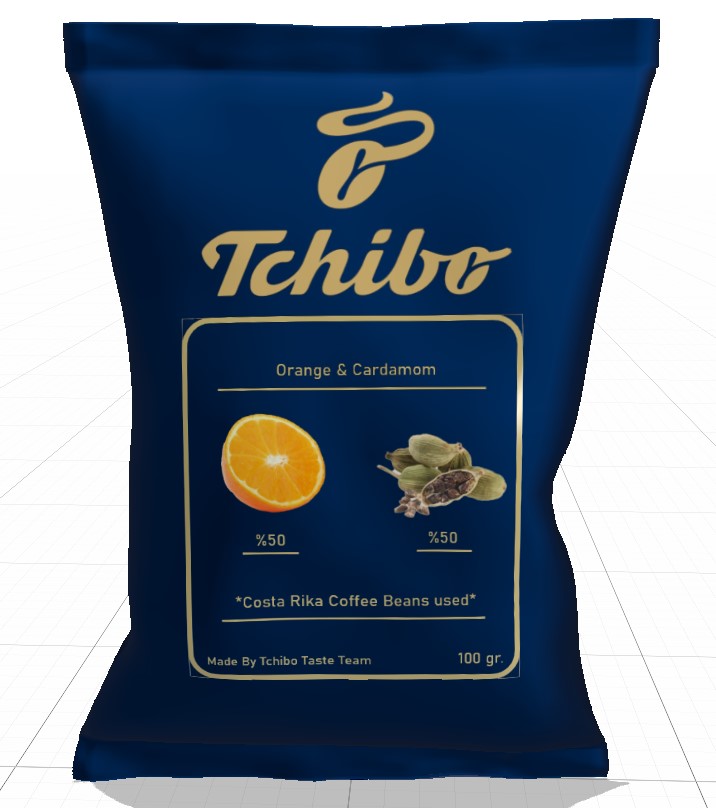 Tchibo
Orange & Cardamom
%50
%50
*Costa Rika Coffee Beans used*
Made By Tchibo Taste Team
100 gr.